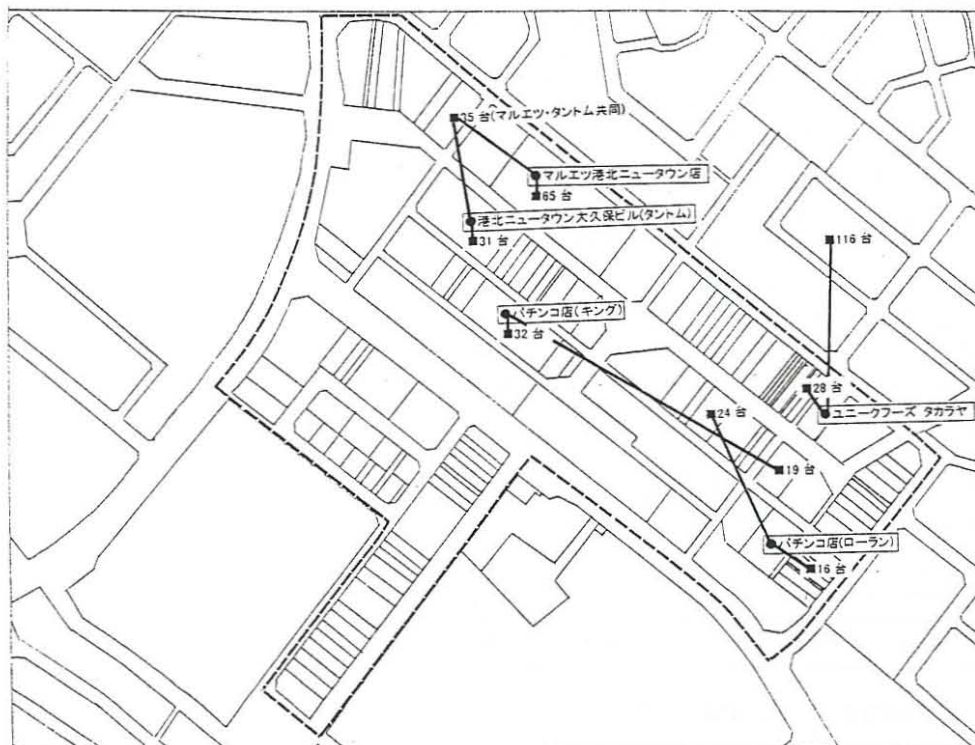 35 台(マルエツ・タントム共同)
マルエツ港北ニュータウン店
65 台
港北ニュータウン大久保ビル(タントム)
31 台
116 台
パチンコ店(キング)
32 台
28 台
ユニークフーズ タカラヤ
24 台
19 台
パチンコ店(ローラン)
16 台